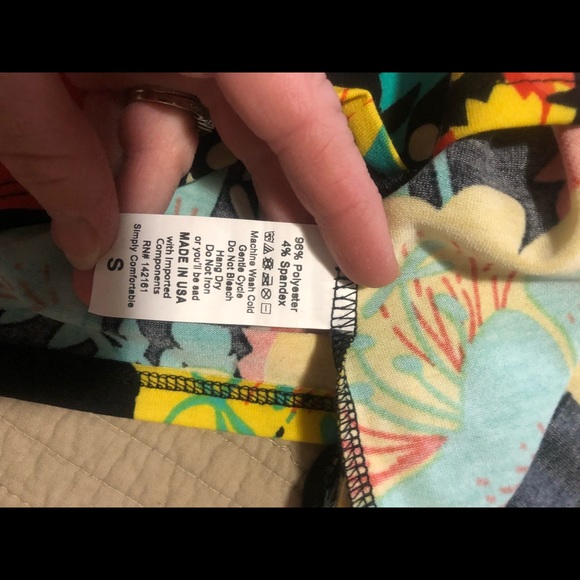 96% Polyester
4% Spandex
Machine Wash Cold
Gentle Cycle
Do Not Bleach
Hang Dry
Do Not Iron
or you'll be sad
MADE IN USA
with Imported
Components
RN# 142161
Simply Comfortable
S